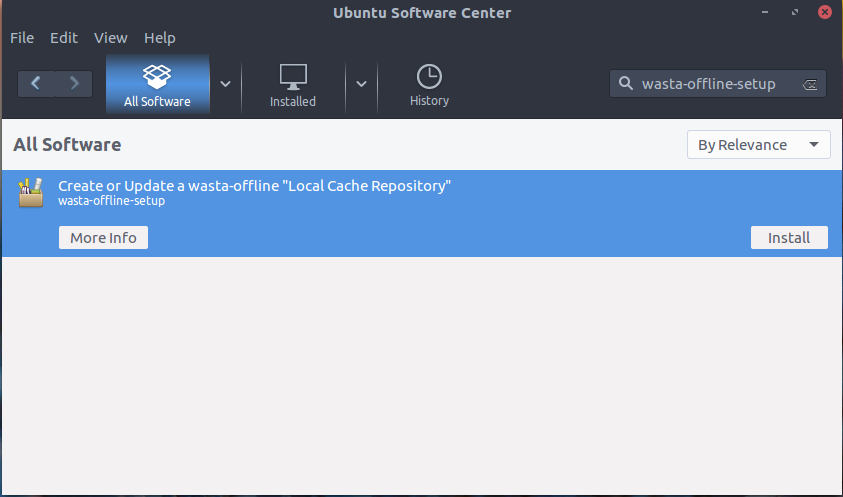 Ubuntu Software Center
File Edit View Help
All Software
Installed
History
wasta-offline-setup
All Software
By Relevance
Create or Update a wasta-offline "Local Cache Repository"
wasta-offline-setup
More Info
Install